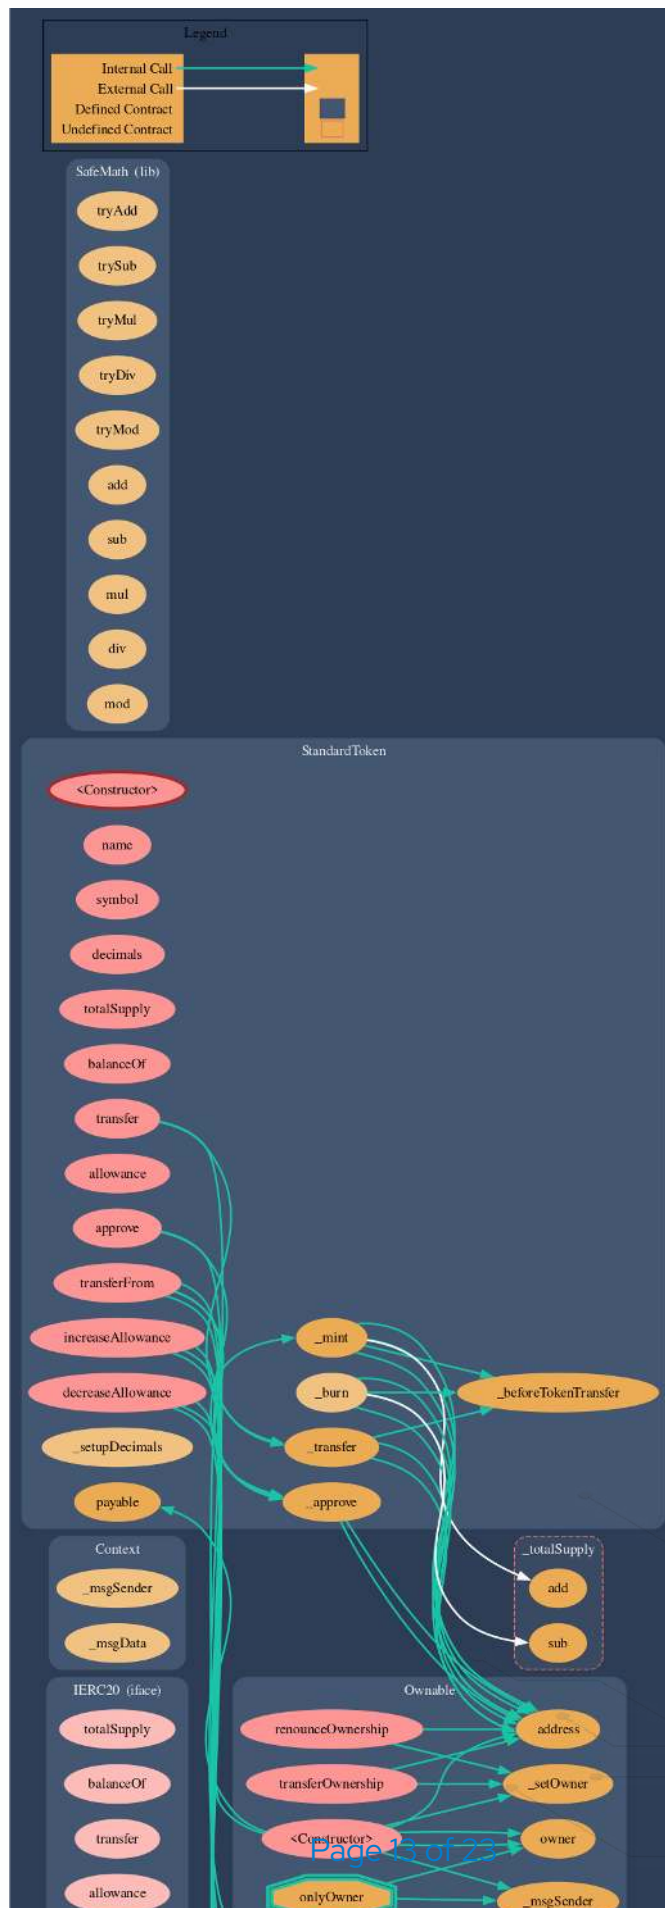 Legend
Internal Call
External Call
Defined Contract
Undefined Contract
SafeMath (lib)
tryAdd
trySub
tryMul
tryDiv
tryMod
add
sub
mul
div
mod
StandardToken
<Constructor>
name
symbol
decimals
totalSupply
balanceOf
transfer
allowance
approve
transferFrom
increaseAllowance
decreaseAllowance
_setupDecimals
payable
_mint
_burn
_transfer
_approve
_beforeTokenTransfer
Context
_msgSender
_msgData
_totalSupply
add
sub
IERC20 (iface)
totalSupply
balanceOf
transfer
allowance
Ownable
renounceOwnership
transferOwnership
<Constructor>
onlyOwner
address
_setOwner
owner
_msgSender
Page 13 of 23